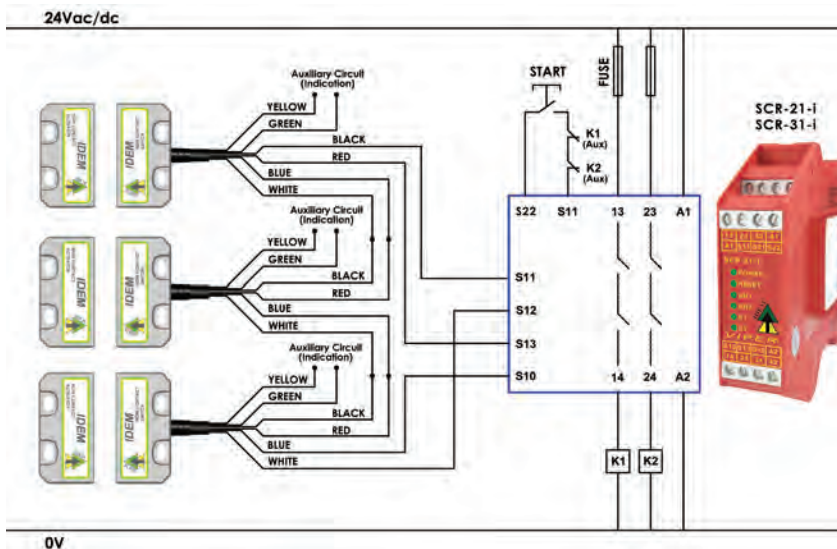 24Vac/dc
Auxiliary Circuit
(Indication)
YELLOW
GREEN
BLACK
RED
BLUE
WHITE
Auxiliary Circuit
(Indication)
YELLOW
GREEN
BLACK
RED
BLUE
WHITE
Auxiliary Circuit
(Indication)
YELLOW
GREEN
BLACK
RED
BLUE
WHITE
IDEM
IDEM
IDEM
START
FUSE
K1
(Aux)
K2
(Aux)
S22 S11 13 23 A1
S11
S12
S13
S10
14 24 A2
K1 K2
SCR-21-i
SCR-31-i
SCR-21-i
POWER
0V